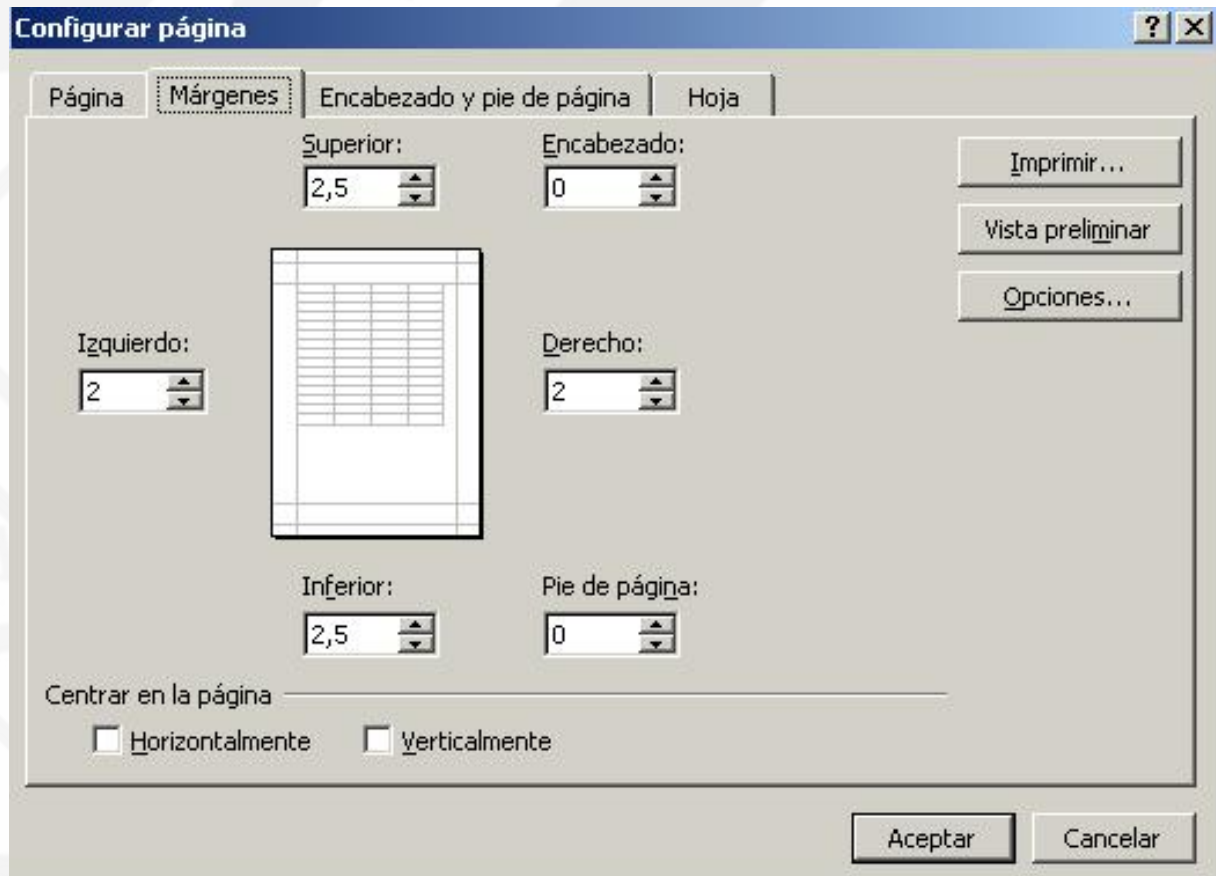 Configurar página
Página Márgenes Encabezado y pie de página Hoja
Superior: Encabezado:
2,5 0
Imprimir...
Vista preliminar
Opciones...
Izquierdo: Derecho:
2 2
Inferior: Pie de página:
2,5 0
Centrar en la página
Horizontalmente Verticalmente
Aceptar Cancelar